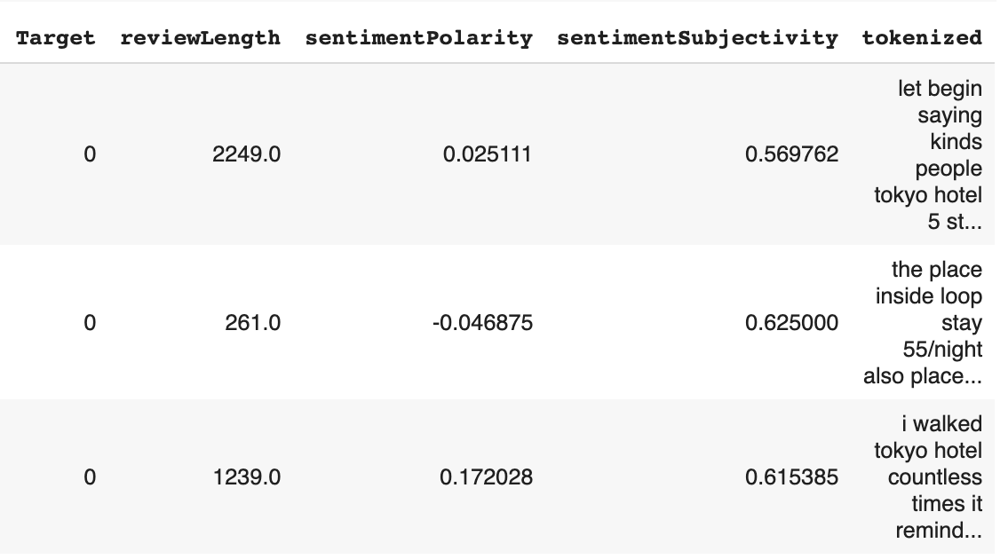 Target reviewLength sentimentPolarity sentimentSubjectivity tokenized
let begin
saying
kinds
0 2249.0 0.025111 0.569762 people
tokyo hotel
5 st...
the place
inside loop
0 261.0 -0.046875 0.625000 stay
55/night
also place...
i walked
tokyo hotel
0 1239.0 0.172028 0.615385 countless
times it
remind...